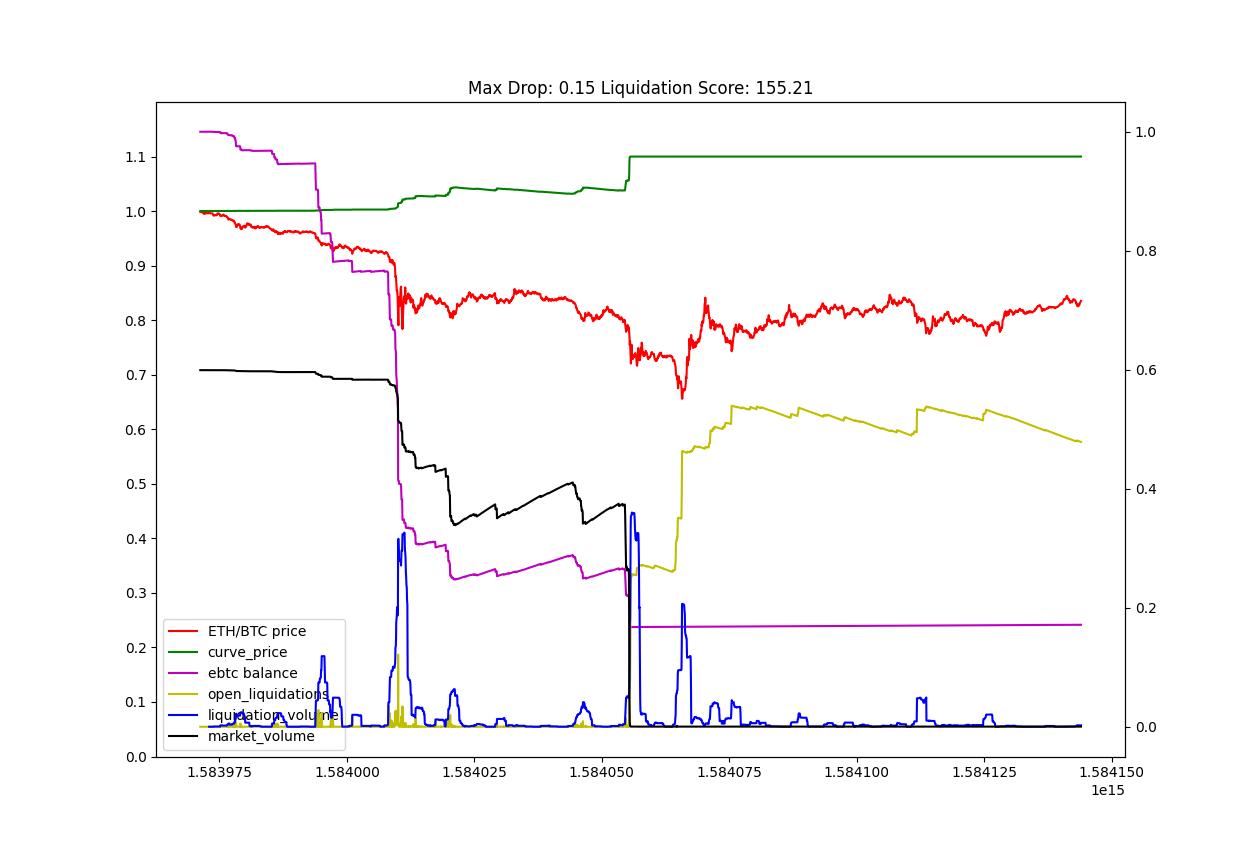 Max Drop: 0.15 Liquidation Score: 155.21
1.1
1.0
0.9
0.8
0.7
0.6
0.5
0.4
0.3
0.2
0.1
0.0
1.0
0.8
0.6
0.4
0.2
0.0
ETH/BTC price
curve_price
ebtc balance
open_liquidations
liquidation_volume
market_volume
1.583975 1.584000 1.584025 1.584050 1.584075 1.584100 1.584125 1.584150
1e15